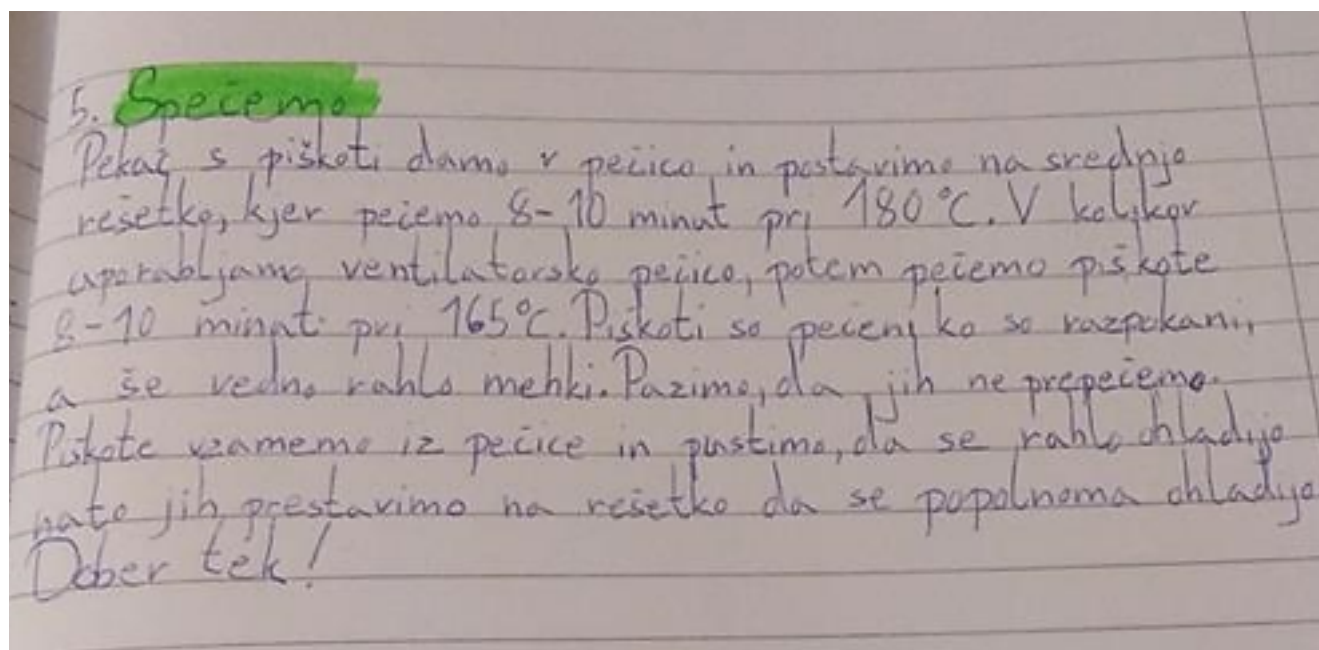 5. Spečemo
Pekač s piškoti damo v pečico in postavimo na srednjo
rešetko, kjer pečemo 8-10 minut pri 180°C. V kolikor
uporabljamo ventilatorsko pečico, potem pečemo piškote
8-10 minut pri 165°C. Piškoti so pečeni ko so razpokani,
a še vedno rahlo mehki. Pazimo, da jih ne prepečemo.
Piškote vzamemo iz pečice in pustimo, da se rahlo ohladijo
nato jih prestavimo na rešetko da se popolnoma ohladijo
Dober tek!